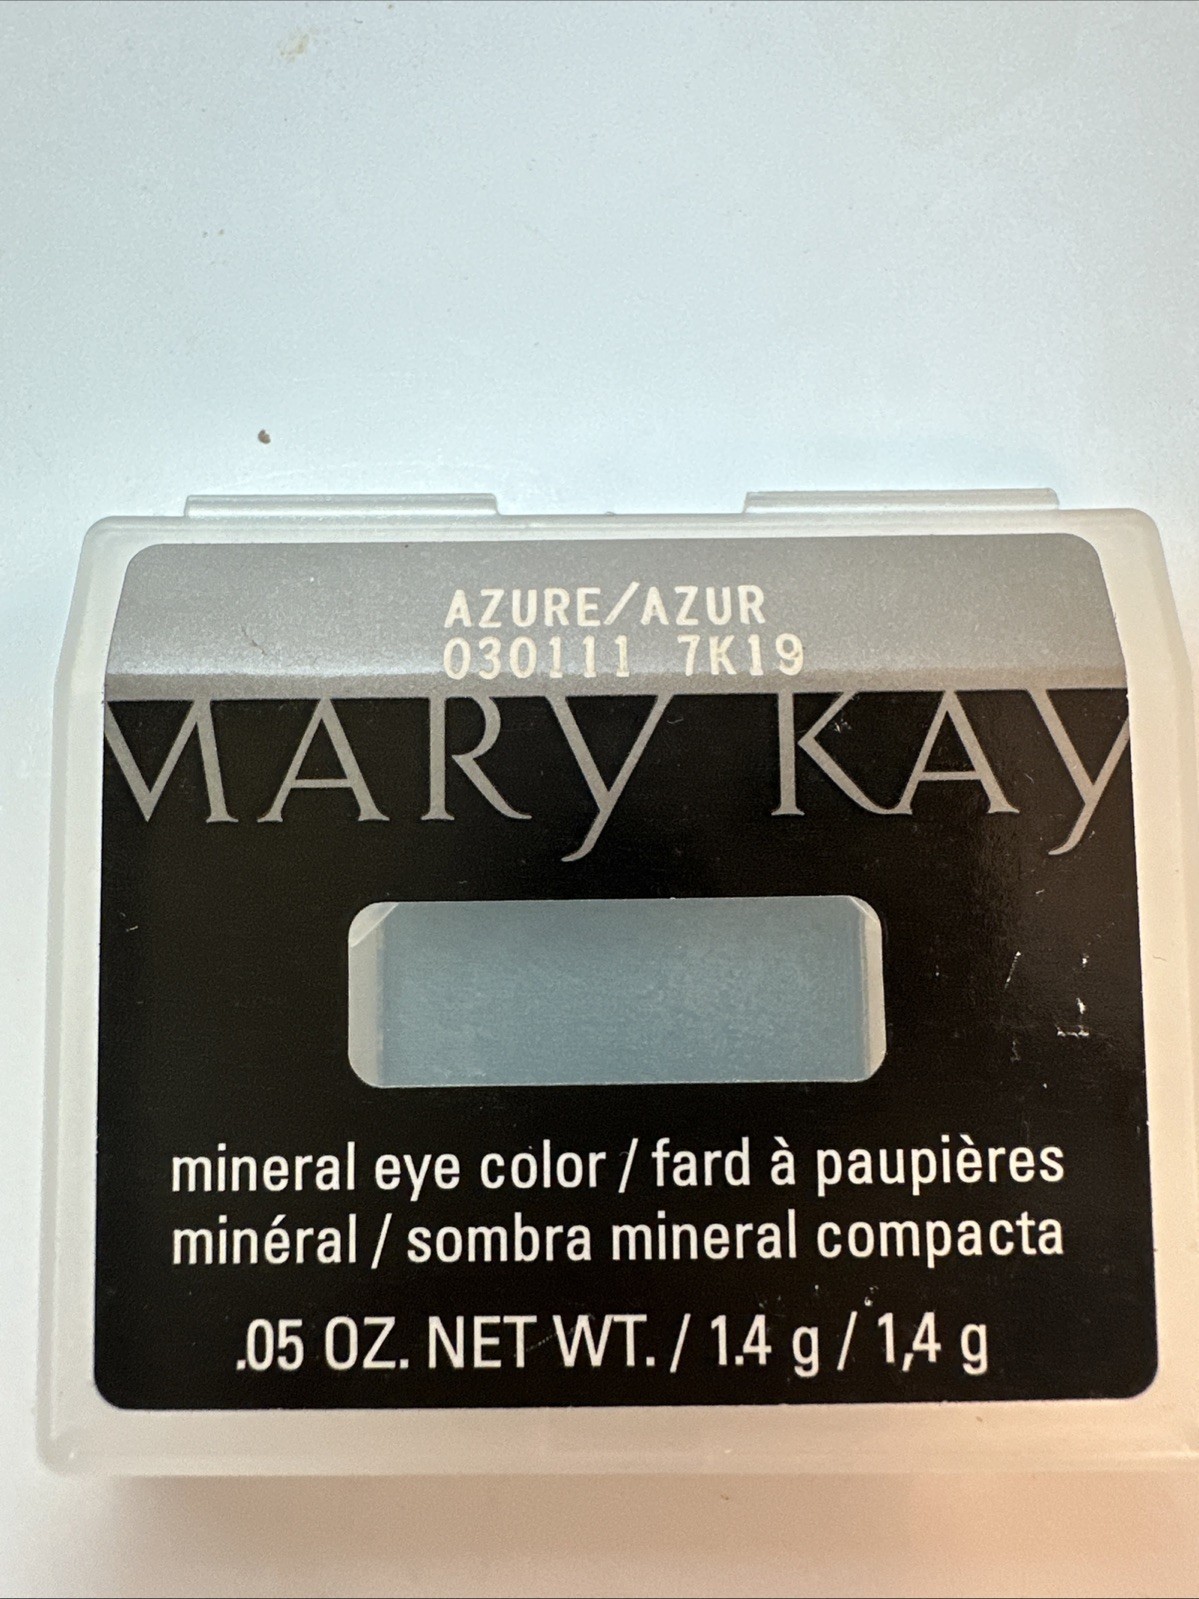 AZURE/AZUR
030111 7K19
MARY KAY
mineral eye color / fard à paupières
minéral / sombra mineral compacta
.05 OZ. NET WT. / 1.4 g / 1,4 g